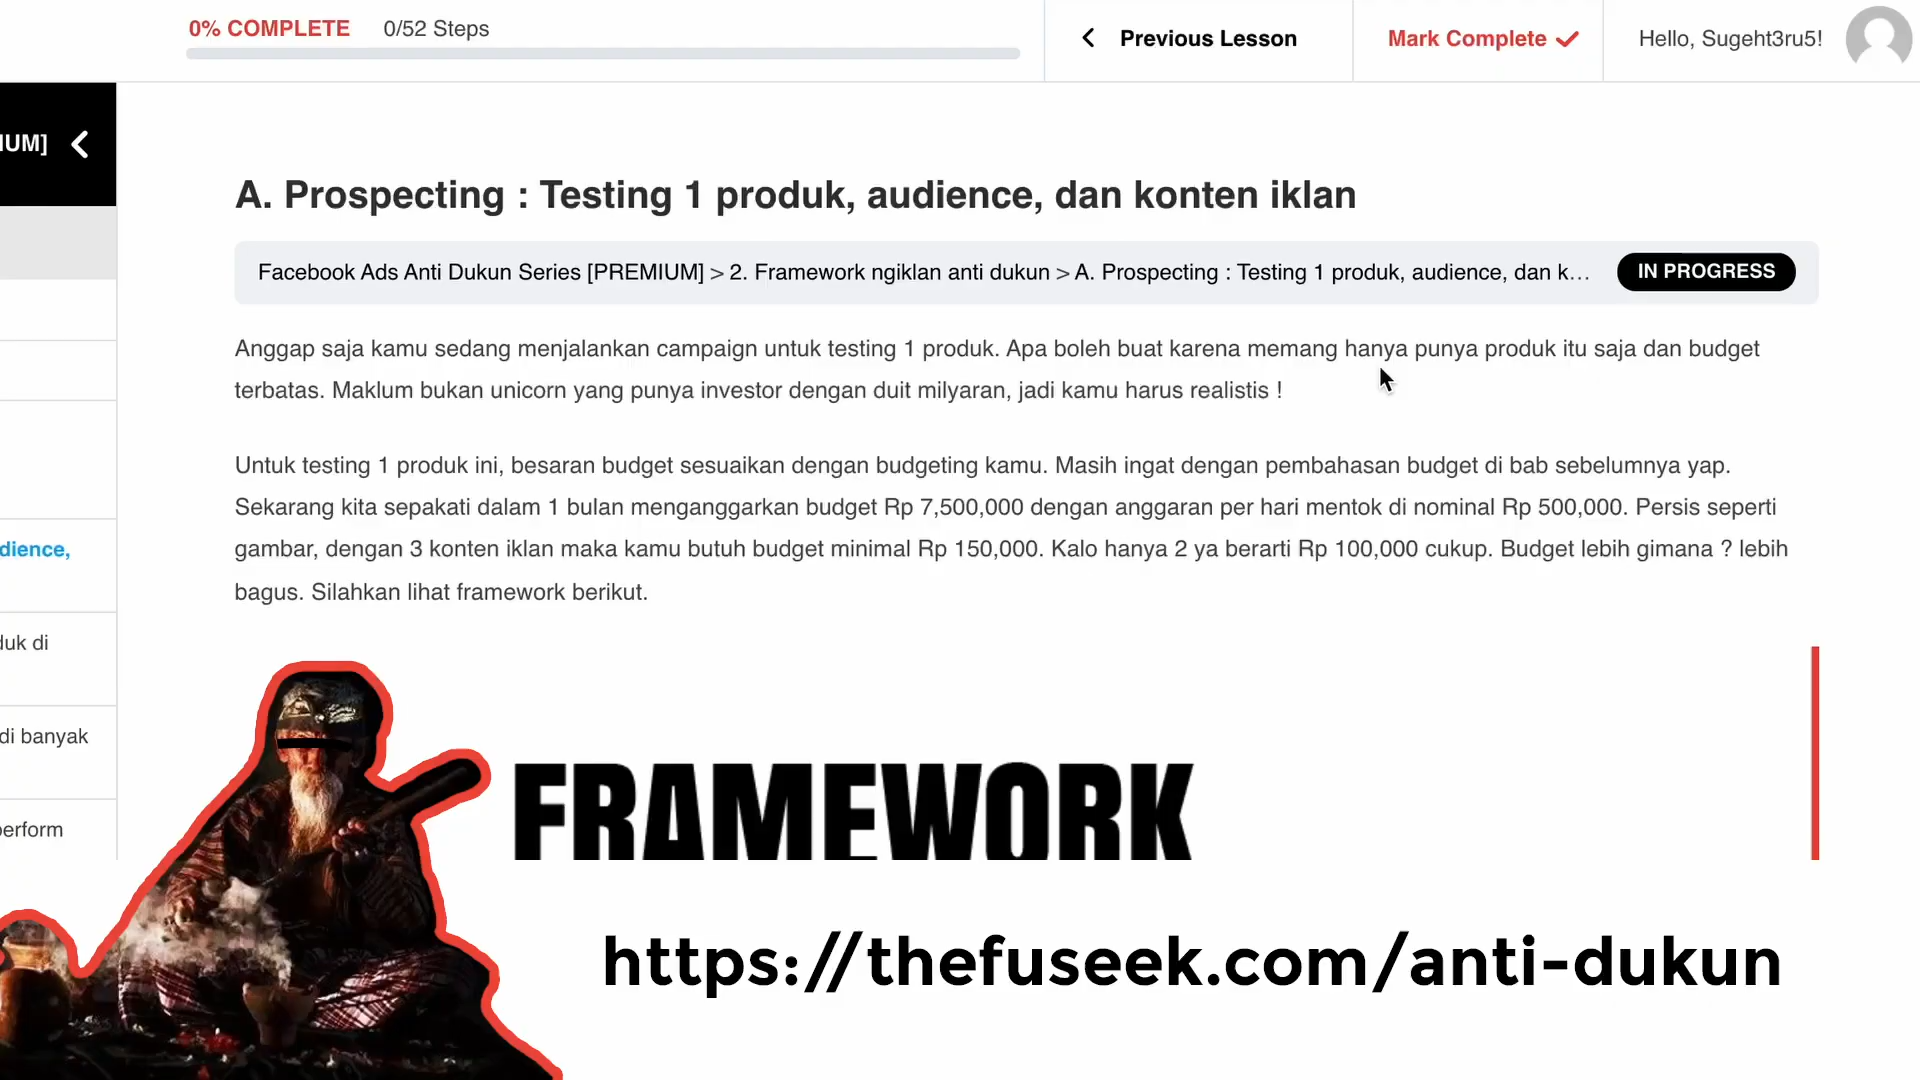 0% COMPLETE 0/52 Steps
Previous Lesson
Mark Complete
Hello, Sugeht3ru5!
IUM]
A. Prospecting : Testing 1 produk, audience, dan konten iklan
Facebook Ads Anti Dukun Series [PREMIUM] > 2. Framework ngiklan anti dukun > A. Prospecting : Testing 1 produk, audience, dan k...
IN PROGRESS
Anggap saja kamu sedang menjalankan campaign untuk testing 1 produk. Apa boleh buat karena memang hanya punya produk itu saja dan budget
terbatas. Maklum bukan unicorn yang punya investor dengan duit milyaran, jadi kamu harus realistis !
Untuk testing 1 produk ini, besaran budget sesuaikan dengan budgeting kamu. Masih ingat dengan pembahasan budget di bab sebelumnya yap.
Sekarang kita sepakati dalam 1 bulan menganggarkan budget Rp 7,500,000 dengan anggaran per hari mentok di nominal Rp 500,000. Persis seperti
gambar, dengan 3 konten iklan maka kamu butuh budget minimal Rp 150,000. Kalo hanya 2 ya berarti Rp 100,000 cukup. Budget lebih gimana ? lebih
bagus. Silahkan lihat framework berikut.
dience,
duk di
di banyak
perform
FRAMEWORK
https://thefuseek.com/anti-dukun